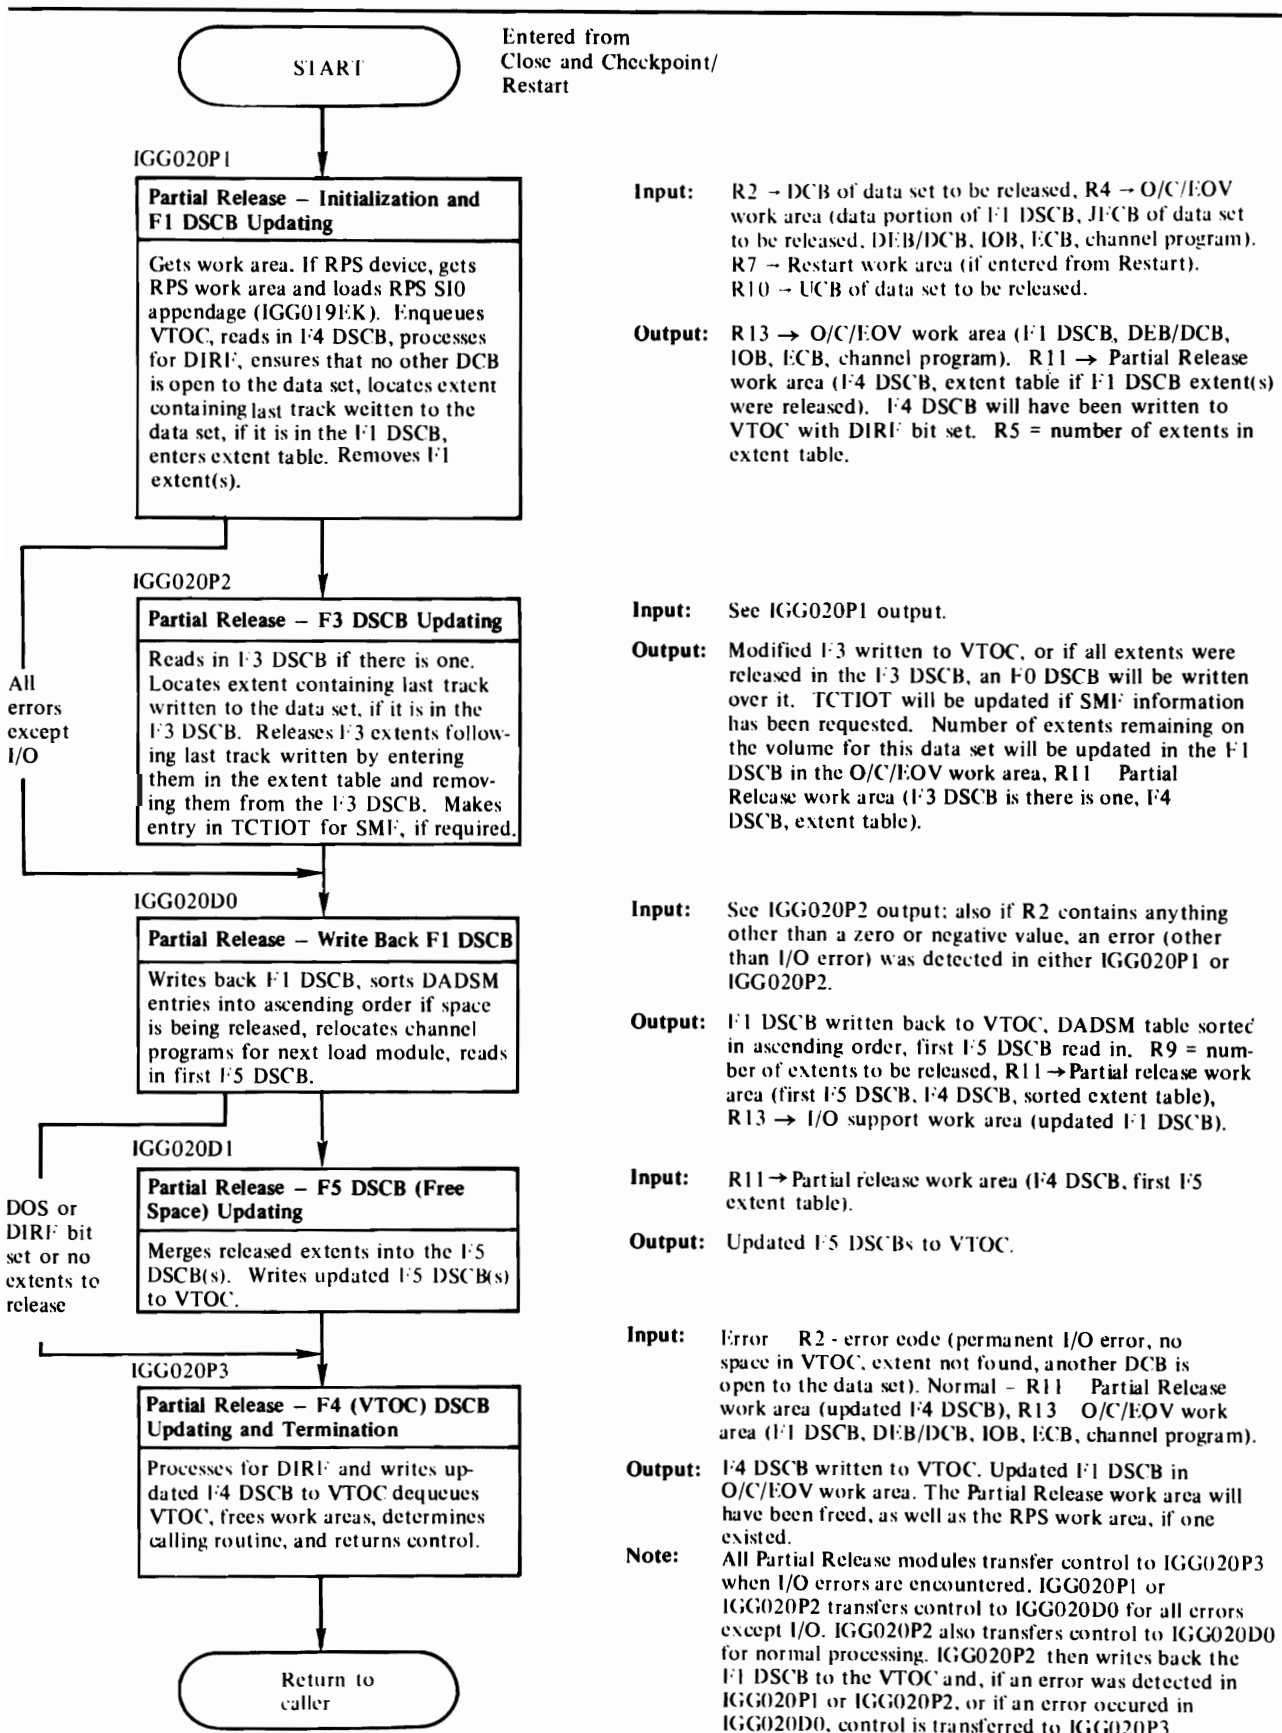 START
Entered from
Close and Checkpoint/
Restart
IGG020P1
Partial Release – Initialization and
F1 DSCB Updating
Gets work area. If RPS device, gets
RPS work area and loads RPS SIO
appendage (IGG019EK). Enqueues
VTOC, reads in F4 DSCB, processes
for DIRF, ensures that no other DCB
is open to the data set, locates extent
containing last track weitten to the
data set, if it is in the F1 DSCB,
enters extent table. Removes F1
extent(s).
Input: R2 – DCB of data set to be released, R4 – O/C/EOV
work area (data portion of F1 DSCB, JFCB of data set
to be released, DEB/DCB, IOB, ECB, channel program).
R7 – Restart work area (if entered from Restart).
R10 – UCB of data set to be released.
Output: R13 → O/C/EOV work area (F1 DSCB, DEB/DCB,
IOB, ECB, channel program). R11 → Partial Release
work area (F4 DSCB, extent table if F1 DSCB extent(s)
were released). F4 DSCB will have been written to
VTOC with DIRF bit set. R5 = number of extents in
extent table.
All
errors
except
I/O
IGG020P2
Partial Release – F3 DSCB Updating
Reads in F3 DSCB if there is one.
Locates extent containing last track
written to the data set, if it is in the
F3 DSCB. Releases F3 extents follow-
ing last track written by entering
them in the extent table and remov-
ing them from the F3 DSCB. Makes
entry in TCTIOT for SMF, if required.
Input: See IGG020P1 output.
Output: Modified F3 written to VTOC, or if all extents were
released in the F3 DSCB, an F0 DSCB will be written
over it. TCTIOT will be updated if SMF information
has been requested. Number of extents remaining on
the volume for this data set will be updated in the F1
DSCB in the O/C/EOV work area, R11 Partial
Release work area (F3 DSCB is there is one, F4
DSCB, extent table).
IGG020D0
Partial Release – Write Back F1 DSCB
Writes back F1 DSCB, sorts DADSM
entries into ascending order if space
is being released, relocates channel
programs for next load module, reads
in first F5 DSCB.
Input: See IGG020P2 output; also if R2 contains anything
other than a zero or negative value, an error (other
than I/O error) was detected in either IGG020P1 or
IGG020P2.
Output: F1 DSCB written back to VTOC, DADSM table sorted
in ascending order, first F5 DSCB read in. R9 = num-
ber of extents to be released, R11→Partial release work
area (first F5 DSCB, F4 DSCB, sorted extent table),
R13 → I/O support work area (updated F1 DSCB).
DOS or
DIRF bit
set or no
extents to
release
IGG020D1
Partial Release – F5 DSCB (Free
Space) Updating
Merges released extents into the F5
DSCB(s). Writes updated F5 DSCB(s)
to VTOC.
Input: R11→Partial release work area (F4 DSCB, first F5
extent table).
Output: Updated F5 DSCBs to VTOC.
IGG020P3
Partial Release – F4 (VTOC) DSCB
Updating and Termination
Processes for DIRF and writes up-
dated F4 DSCB to VTOC dequeues
VTOC, frees work areas, determines
calling routine, and returns control.
Input: Error R2 - error code (permanent I/O error, no
space in VTOC, extent not found, another DCB is
open to the data set). Normal – R11 Partial Release
work area (updated F4 DSCB), R13 O/C/EOV work
area (F1 DSCB, DEB/DCB, IOB, ECB, channel program).
Output: F4 DSCB written to VTOC. Updated F1 DSCB in
O/C/EOV work area. The Partial Release work area will
have been freed, as well as the RPS work area, if one
existed.
Note: All Partial Release modules transfer control to IGG020P3
when I/O errors are encountered. IGG020P1 or
IGG020P2 transfers control to IGG020D0 for all errors
except I/O. IGG020P2 also transfers control to IGG020D0
for normal processing. IGG020P2 then writes back the
F1 DSCB to the VTOC and, if an error was detected in
IGG020P1 or IGG020P2, or if an error occured in
IGG020D0, control is transferred to IGG020P3
Return to
caller